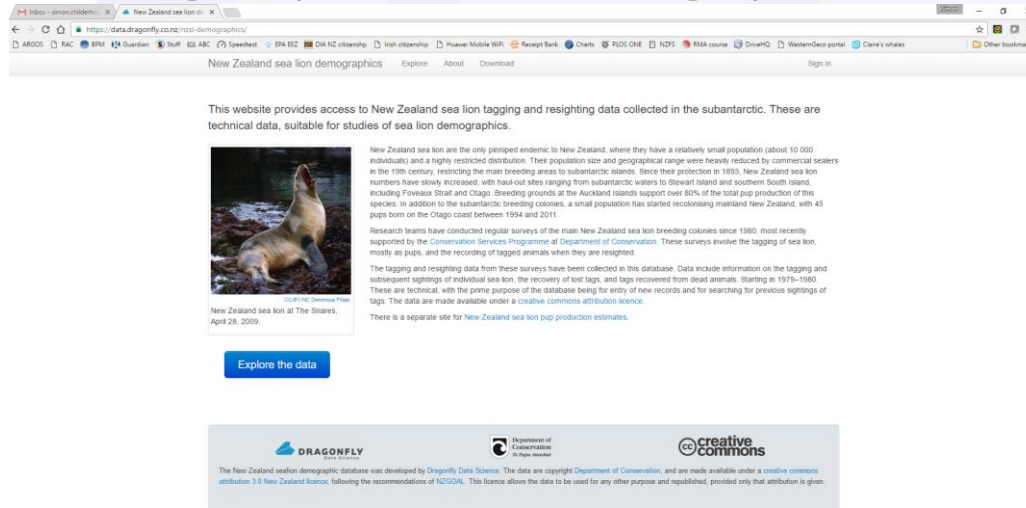 Inbox - simon.childerho
New Zealand sea lion de
https://data.dragonfly.co.nz/nzsl-demographics/
ARGOS RAC BPM Guardian Stuff ABC Speedtest EPA EEZ DIA NZ citizenship Irish citizenship Huawei Mobile WiFi Receipt Bank Charts PLOS ONE NZFS RMA course DriveHQ WesternGeco portal Claire's whales Other bookma
New Zealand sea lion demographics Explore About Download Sign in
This website provides access to New Zealand sea lion tagging and resighting data collected in the subantarctic. These are
technical data, suitable for studies of sea lion demographics.
New Zealand sea lion are the only pinniped endemic to New Zealand, where they have a relatively small population (about 10 000
individuals) and a highly restricted distribution. Their population size and geographical range were heavily reduced by commercial sealers
in the 19th century, restricting the main breeding areas to subantarctic islands. Since their protection in 1893, New Zealand sea lion
numbers have slowly increased, with haul-out sites ranging from subantarctic waters to Stewart Island and southern South Island,
including Foveaux Strait and Otago. Breeding grounds at the Auckland Islands support over 80% of the total pup production of this
species. In addition to the subantarctic breeding colonies, a small population has started recolonising mainland New Zealand, with 45
pups born on the Otago coast between 1994 and 2011.
Research teams have conducted regular surveys of the main New Zealand sea lion breeding colonies since 1980, most recently
supported by the Conservation Services Programme at Department of Conservation. These surveys involve the tagging of sea lion,
mostly as pups, and the recording of tagged animals when they are resighted.
The tagging and resighting data from these surveys have been collected in this database. Data include information on the tagging and
subsequent sightings of individual sea lion, the recovery of lost tags, and tags recovered from dead animals. Starting in 1979–1980.
These are technical, with the prime purpose of the database being for entry of new records and for searching for previous sightings of
tags. The data are made available under a creative commons attribution licence.
There is a separate site for New Zealand sea lion pup production estimates.
CC-BY-NC Dominique Filippi
New Zealand sea lion at The Snares,
April 28, 2009.
Explore the data
DRAGONFLY
Data Science
Department of
Conservation
Te Papa Atawhai
cc creative
commons
The New Zealand sealion demographic database was developed by Dragonfly Data Science. The data are copyright Department of Conservation, and are made available under a creative commons
attribution 3.0 New Zealand licence, following the recommendations of NZGOAL. This licence allows the data to be used for any other purpose and republished, provided only that attribution is given.